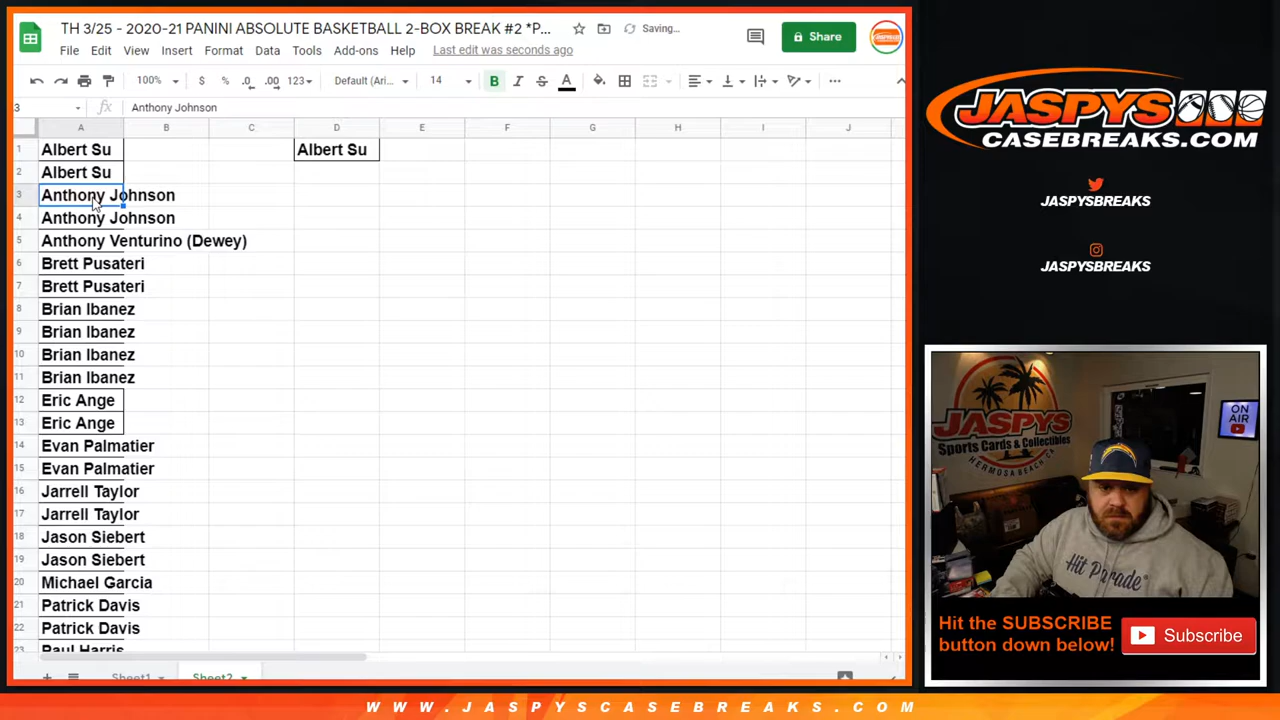 TH 3/25 - 2020-21 PANINI ABSOLUTE BASKETBALL 2-BOX BREAK #2 *P...
Saving...
File Edit View Insert Format Data Tools Add-ons Help Last edit was seconds ago
Share
100% $ % .0 .00 123 Default (Ari... 14 B I S A
3 fx Anthony Johnson
A B C D E F G H I J
1 Albert Su Albert Su
2 Albert Su
3 Anthony Johnson
4 Anthony Johnson
5 Anthony Venturino (Dewey)
6 Brett Pusateri
7 Brett Pusateri
8 Brian Ibanez
9 Brian Ibanez
10 Brian Ibanez
11 Brian Ibanez
12 Eric Ange
13 Eric Ange
14 Evan Palmatier
15 Evan Palmatier
16 Jarrell Taylor
17 Jarrell Taylor
18 Jason Siebert
19 Jason Siebert
20 Michael Garcia
21 Patrick Davis
22 Patrick Davis
23 Paul Harris
Sheet1 Sheet2
JASPYS
CASEBREAKS.COM
JASPYSBREAKS
JASPYSBREAKS
JASPYS
Sports Cards & Collectibles
HERMOSA BEACH CA
ON
AIR
Hit Parade
Hit the SUBSCRIBE
button down below!
Subscribe
WWW.JASPYSCASEBREAKS.COM